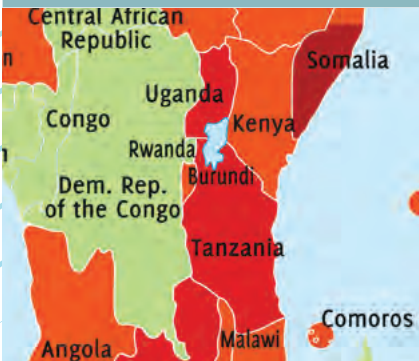 Central African
Republic
n
Somalia
Uganda
Congo
Kenya
Rwanda
Burundi
Dem. Rep.
of the Congo
Tanzania
Comoros
Malawi
Angola